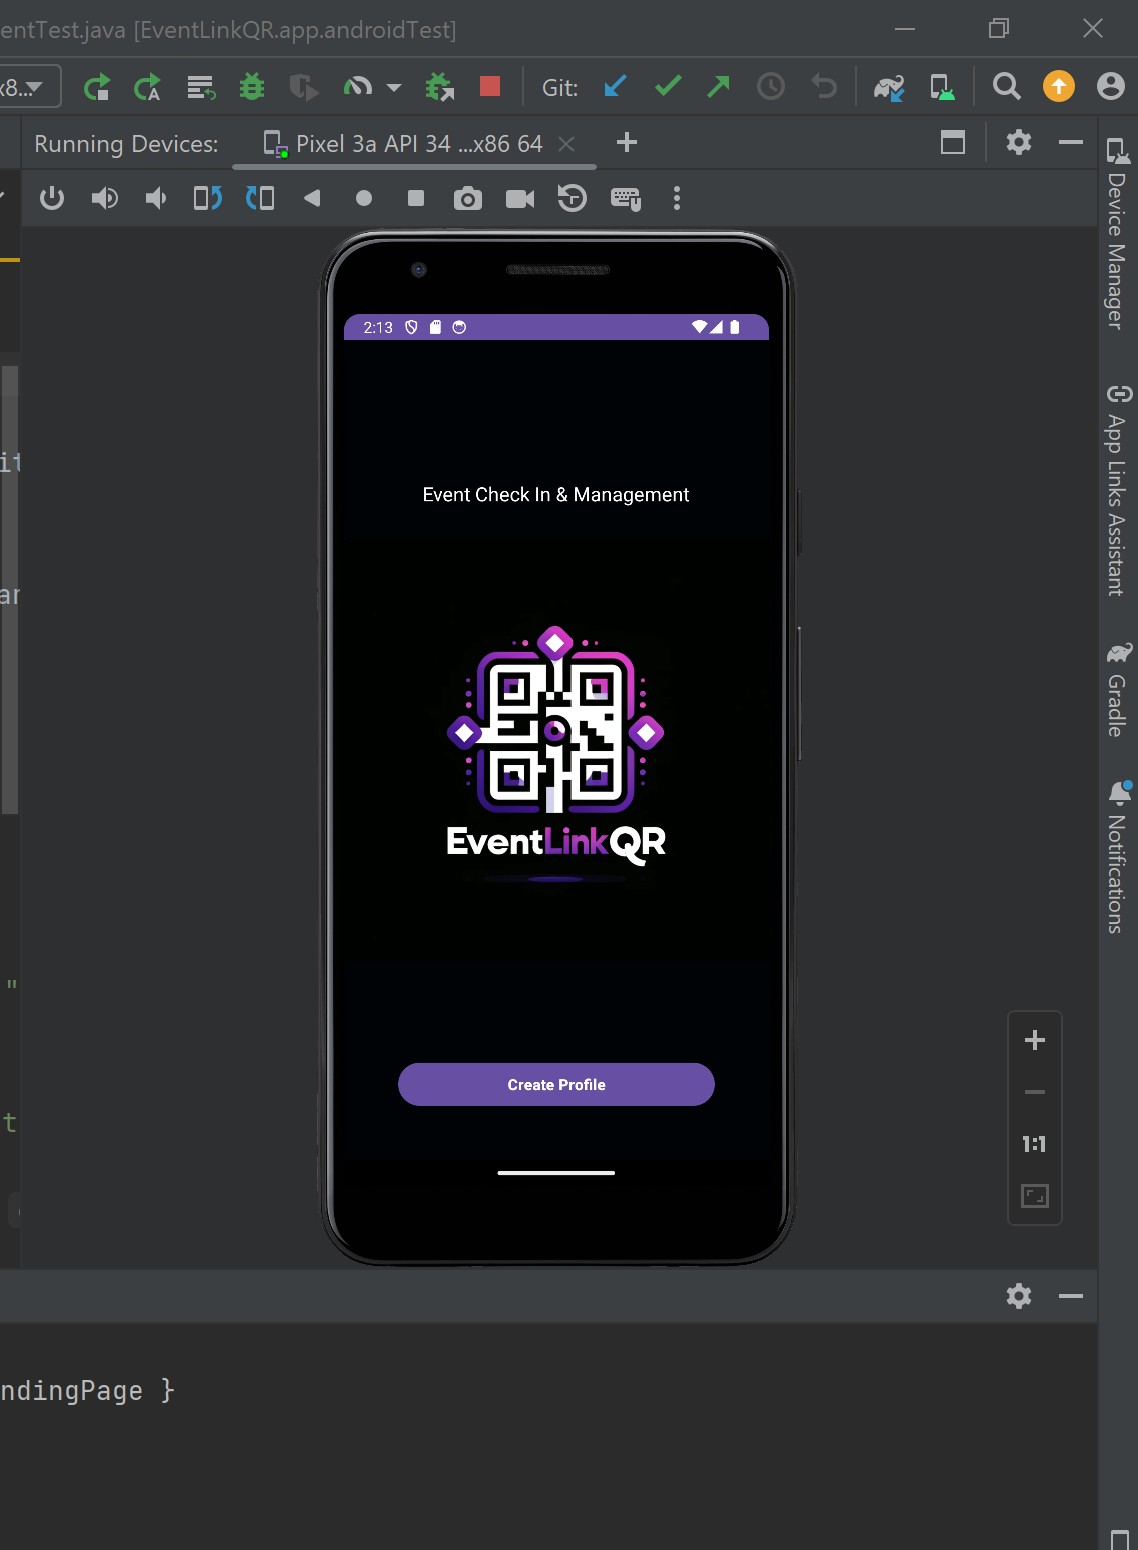 entTest.java [EventLinkQR.app.androidTest]
x8...
Git:
Running Devices:
Pixel 3a API 34 ...x86 64
Device Manager
App Links Assistant
Gradle
Notifications
2:13
Event Check In & Management
EventLinkQR
Create Profile
it
ar
"
t
1:1
ndingPage }